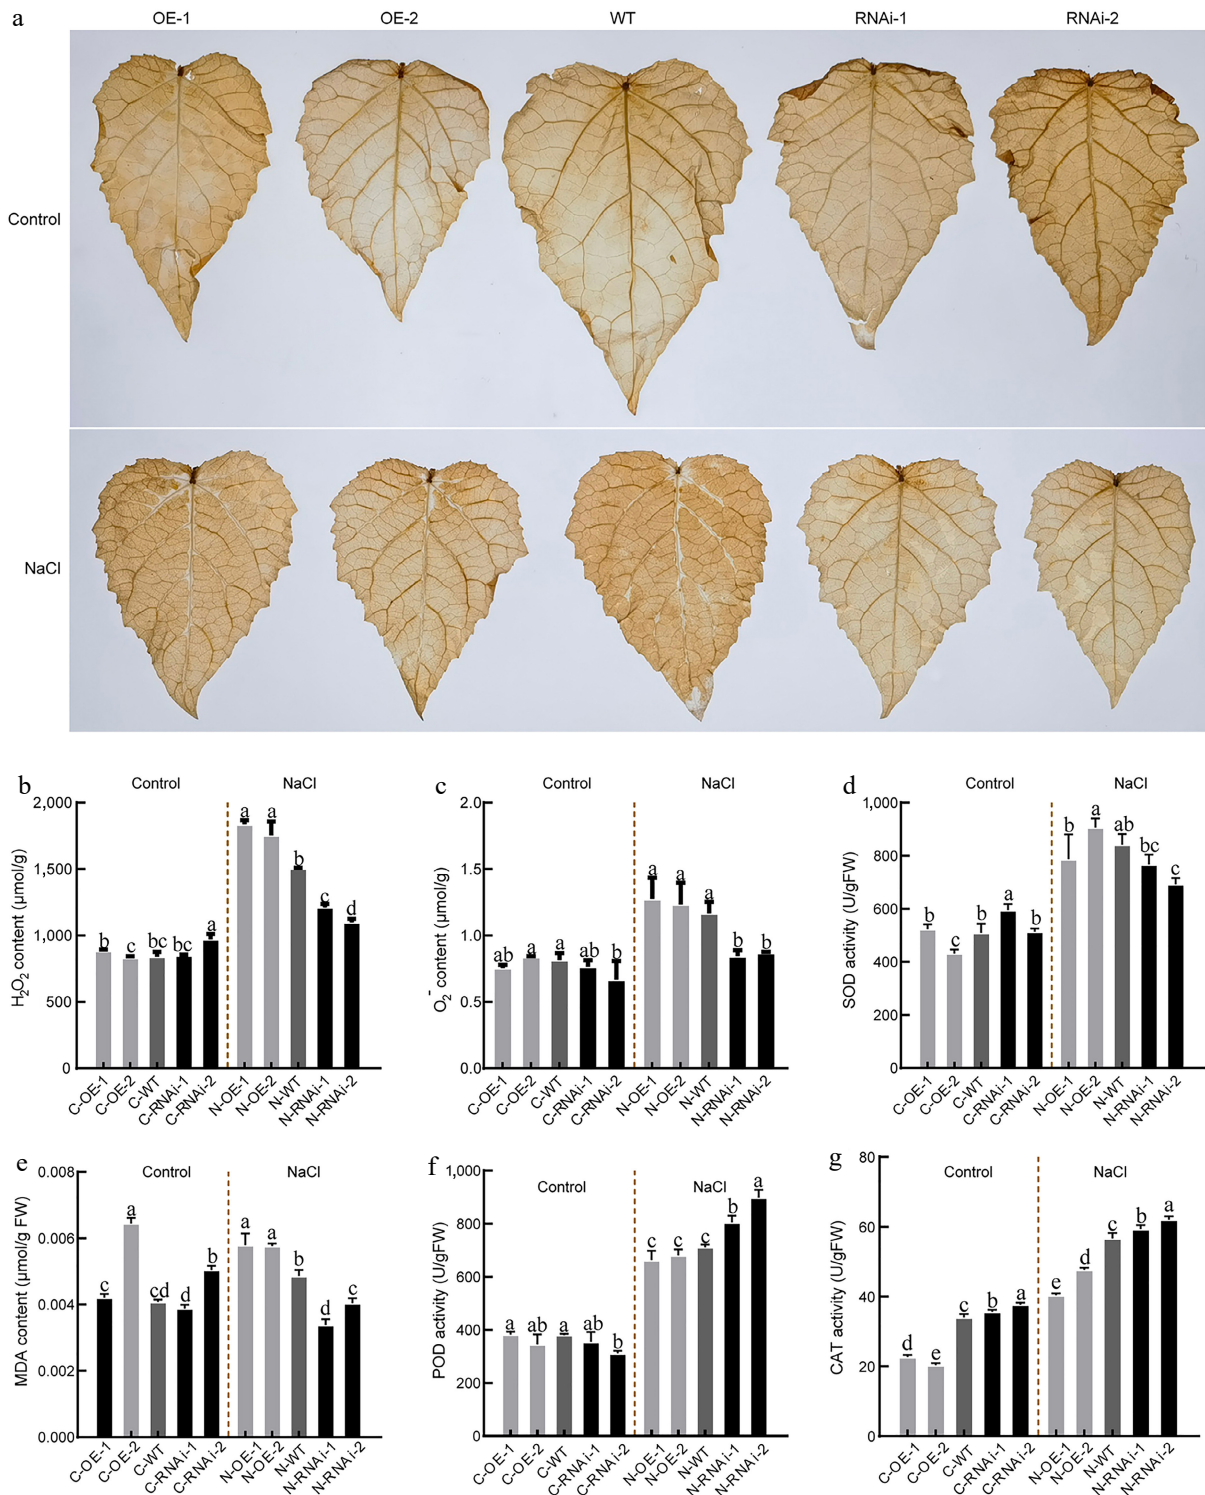 a
OE-1 OE-2 WT RNAi-1 RNAi-2
Control
NaCl
b
Control NaCl
H₂O₂ content (μmol/g)
2,000
1,500
1,000
500
0
b c bc bc a a a b c d
C-OE-1 C-OE-2 C-WT C-RNAi-1 C-RNAi-2 N-OE-1 N-OE-2 N-WT N-RNAi-1 N-RNAi-2
c
Control NaCl
O₂⁻ content (μmol/g)
2.0
1.5
1.0
0.5
0
ab a a ab b a a a b b
C-OE-1 C-OE-2 C-WT C-RNAi-1 C-RNAi-2 N-OE-1 N-OE-2 N-WT N-RNAi-1 N-RNAi-2
d
Control NaCl
SOD activity (U/gFW)
1,000
800
600
400
200
0
b c b a b b a ab bc c
C-OE-1 C-OE-2 C-WT C-RNAi-1 C-RNAi-2 N-OE-1 N-OE-2 N-WT N-RNAi-1 N-RNAi-2
e
Control NaCl
MDA content (μmol/g FW)
0.008
0.006
0.004
0.002
0.000
c a cd d b a a b d c
C-OE-1 C-OE-2 C-WT C-RNAi-1 C-RNAi-2 N-OE-1 N-OE-2 N-WT N-RNAi-1 N-RNAi-2
f
Control NaCl
POD activity (U/gFW)
1,000
800
600
400
200
0
a ab a ab b c c c b a
C-OE-1 C-OE-2 C-WT C-RNAi-1 C-RNAi-2 N-OE-1 N-OE-2 N-WT N-RNAi-1 N-RNAi-2
g
Control NaCl
CAT activity (U/gFW)
80
60
40
20
0
d e c b a e d c b a
C-OE-1 C-OE-2 C-WT C-RNAi-1 C-RNAi-2 N-OE-1 N-OE-2 N-WT N-RNAi-1 N-RNAi-2